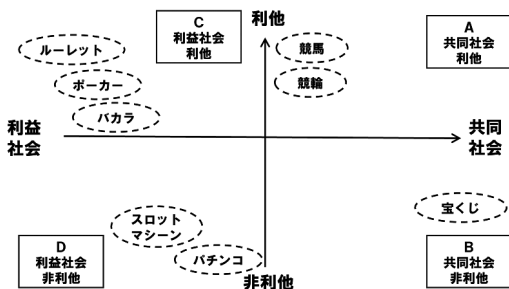 C
利益社会
利他
利他
A
共同社会
利他
ルーレット
競馬
ポーカー
競輪
バカラ
利益
社会
共同
社会
宝くじ
スロット
マシーン
パチンコ
D
利益社会
非利他
非利他
B
共同社会
非利他